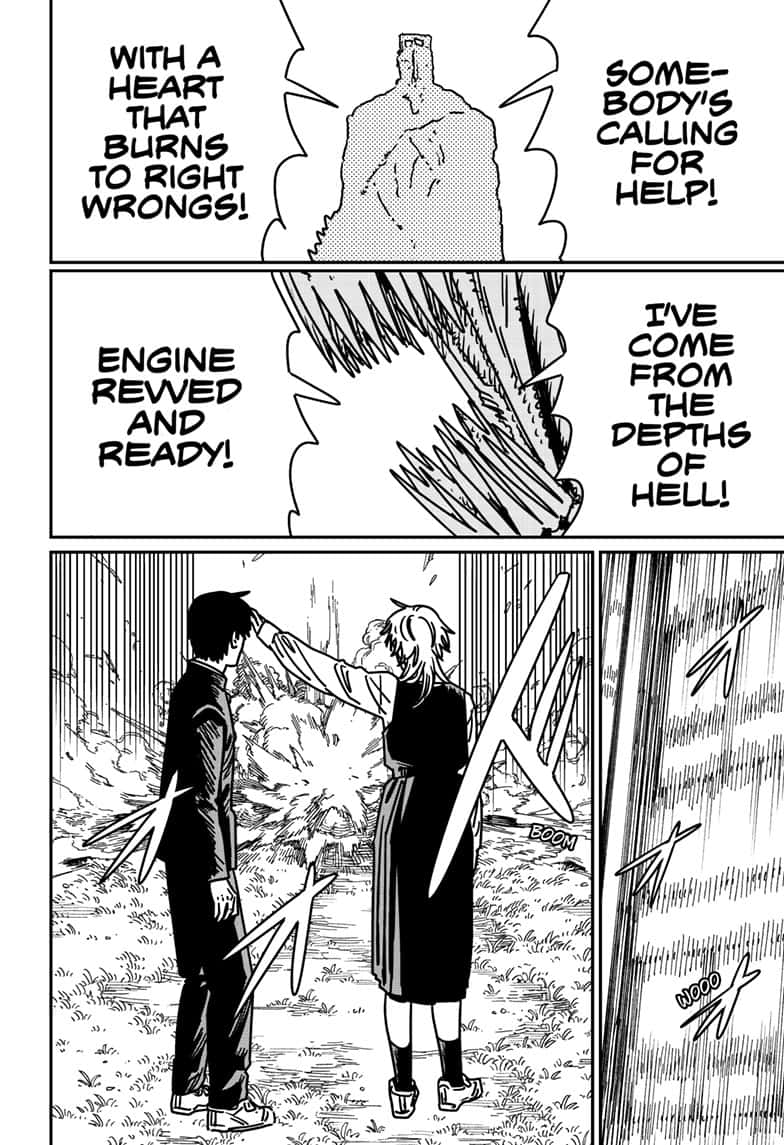 SOME-
BODY'S
CALLING
FOR
HELP!
WITH A
HEART
THAT
BURNS
TO RIGHT
WRONGS!
I'VE
COME
FROM
THE
DEPTHS
OF
HELL!
ENGINE
REVVED
AND
READY!
WOOO
BOOM